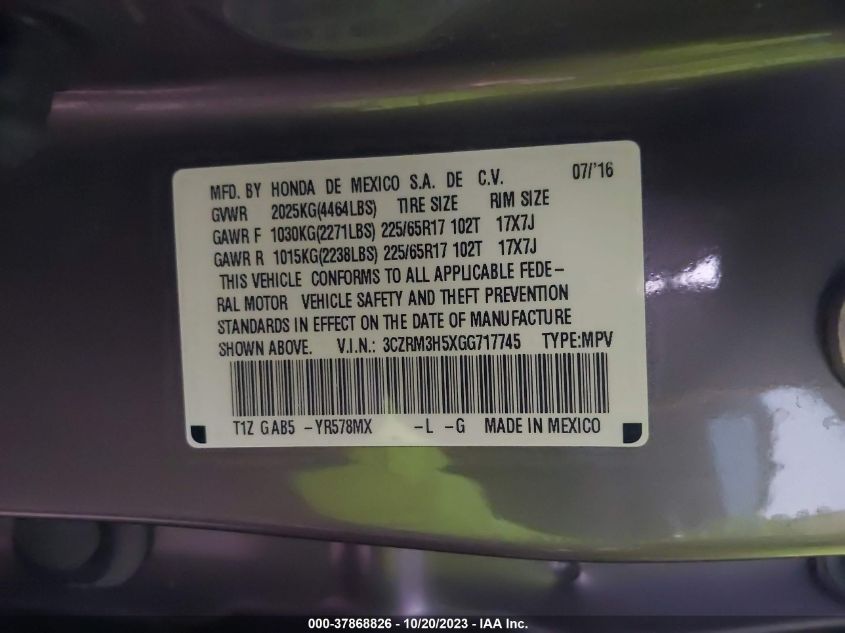 MFD. BY HONDA DE MEXICO S.A. DE C.V. 07/'16
GVWR 2025KG(4464LBS) TIRE SIZE RIM SIZE
GAWR F 1030KG(2271LBS) 225/65R17 102T 17X7J
GAWR R 1015KG(2238LBS) 225/65R17 102T 17X7J
THIS VEHICLE CONFORMS TO ALL APPLICABLE FEDE-
RAL MOTOR VEHICLE SAFETY AND THEFT PREVENTION
STANDARDS IN EFFECT ON THE DATE OF MANUFACTURE
SHOWN ABOVE. V.I.N.: 3CZRM3H5XGG717745 TYPE:MPV
T1Z GAB5 -YR578MX -L -G MADE IN MEXICO
000-37868826 - 10/20/2023 - IAA Inc.